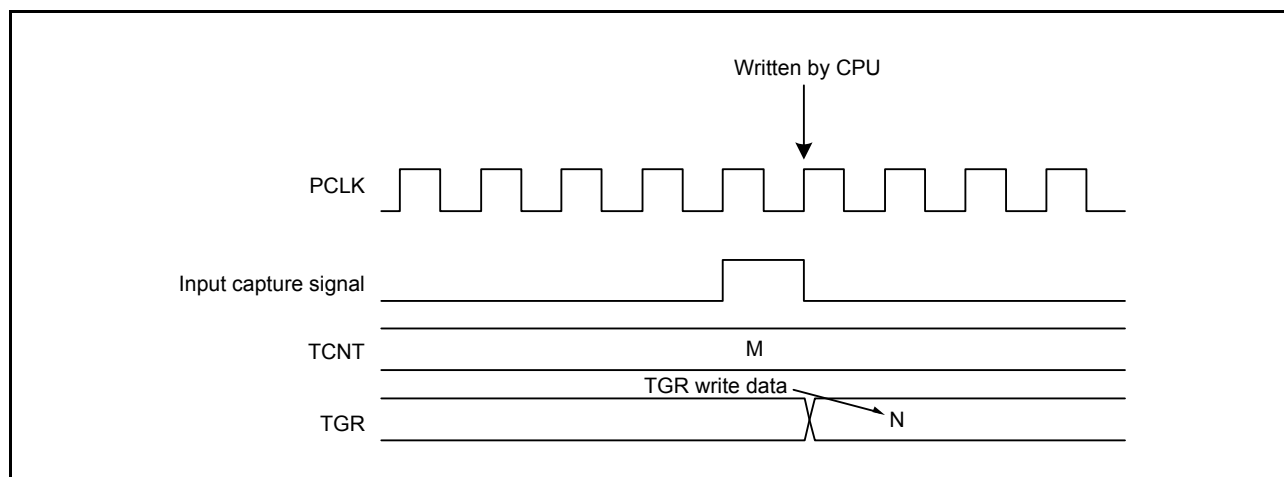 Written by CPU
PCLK
Input capture signal
TCNT
M
TGR write data
TGR
N